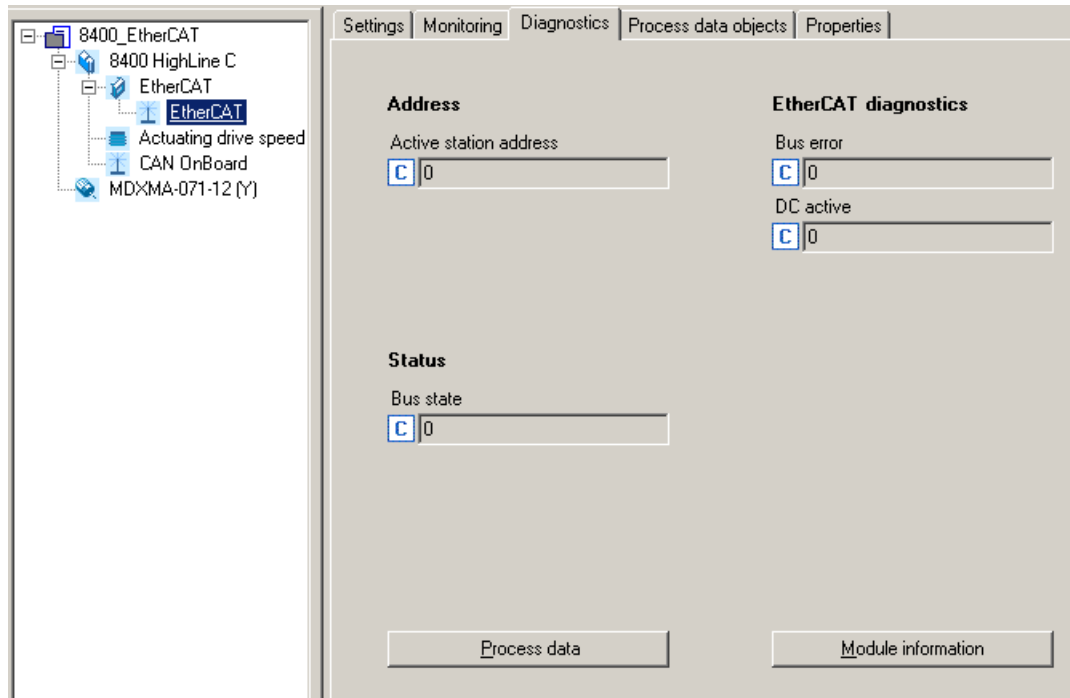 8400_EtherCAT
8400 HighLine C
EtherCAT
EtherCAT
Actuating drive speed
CAN OnBoard
MDXMA-071-12 (Y)
Settings Monitoring Diagnostics Process data objects Properties
Address
Active station address
C 0
EtherCAT diagnostics
Bus error
C 0
DC active
C 0
Status
Bus state
C 0
Process data
Module information